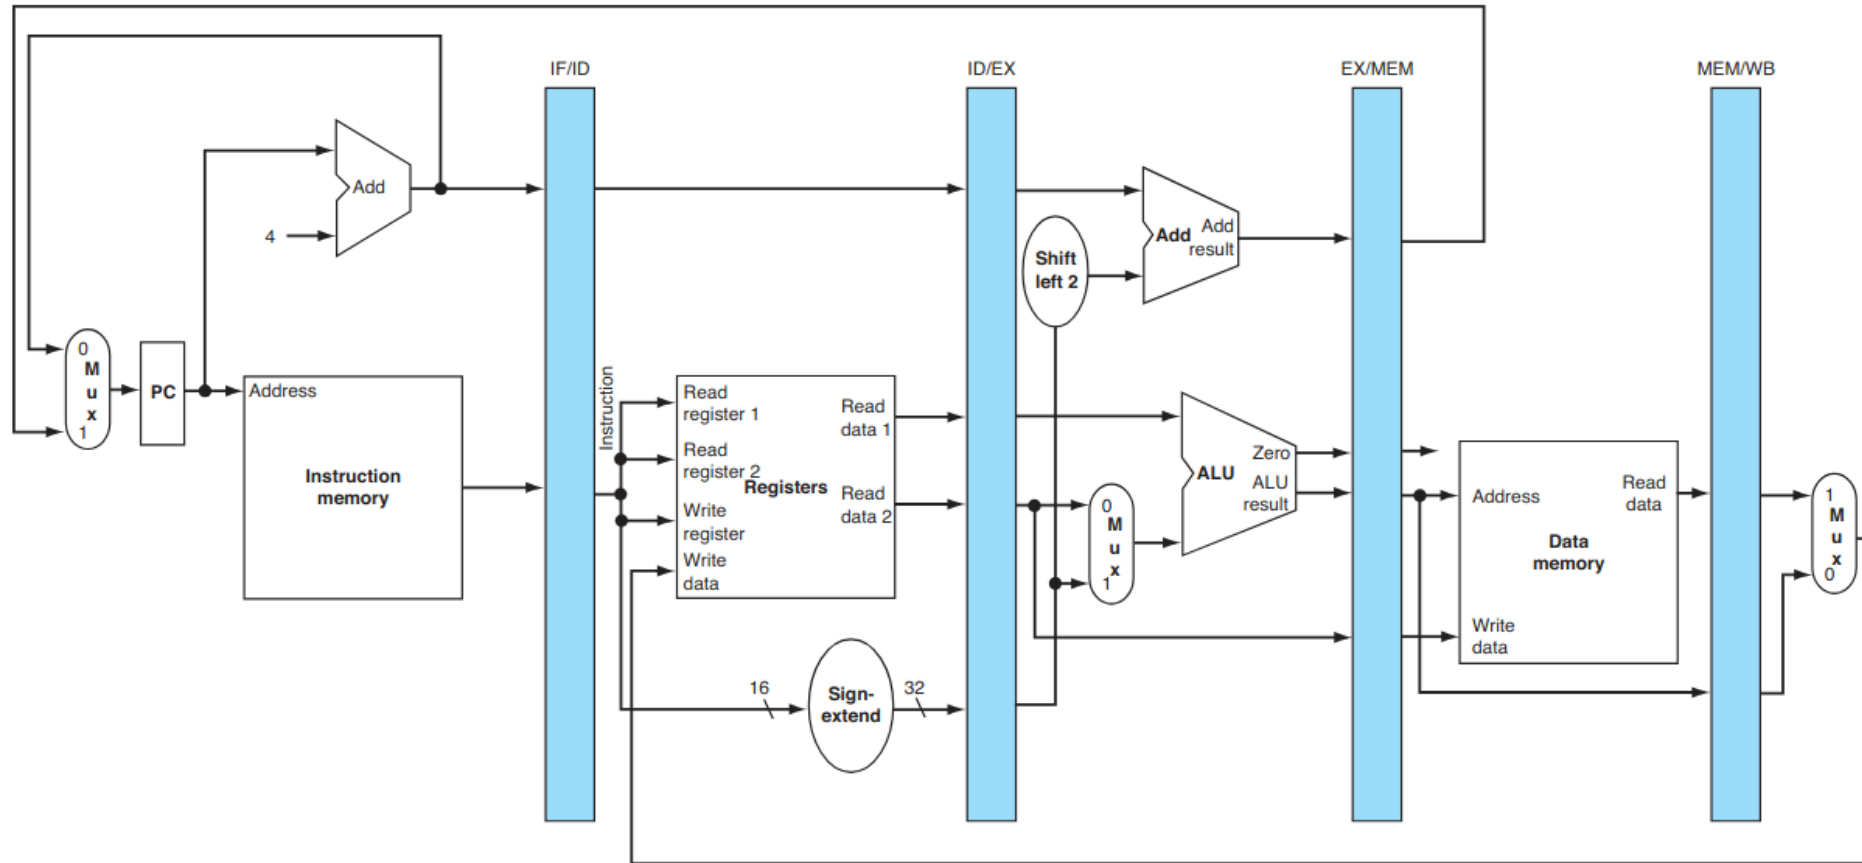 IF/ID
ID/EX
EX/MEM
MEM/WB
Add
4
Add
Add
result
Shift
left 2
0
M
u
x
1
PC
Address
Instruction
memory
Instruction
Read
register 1
Read
register 2
Write
register
Write
data
Registers
Read
data 1
Read
data 2
16
Sign-
extend
32
0
M
u
x
1
ALU
Zero
ALU
result
Address
Read
data
Data
memory
Write
data
1
M
u
x
0